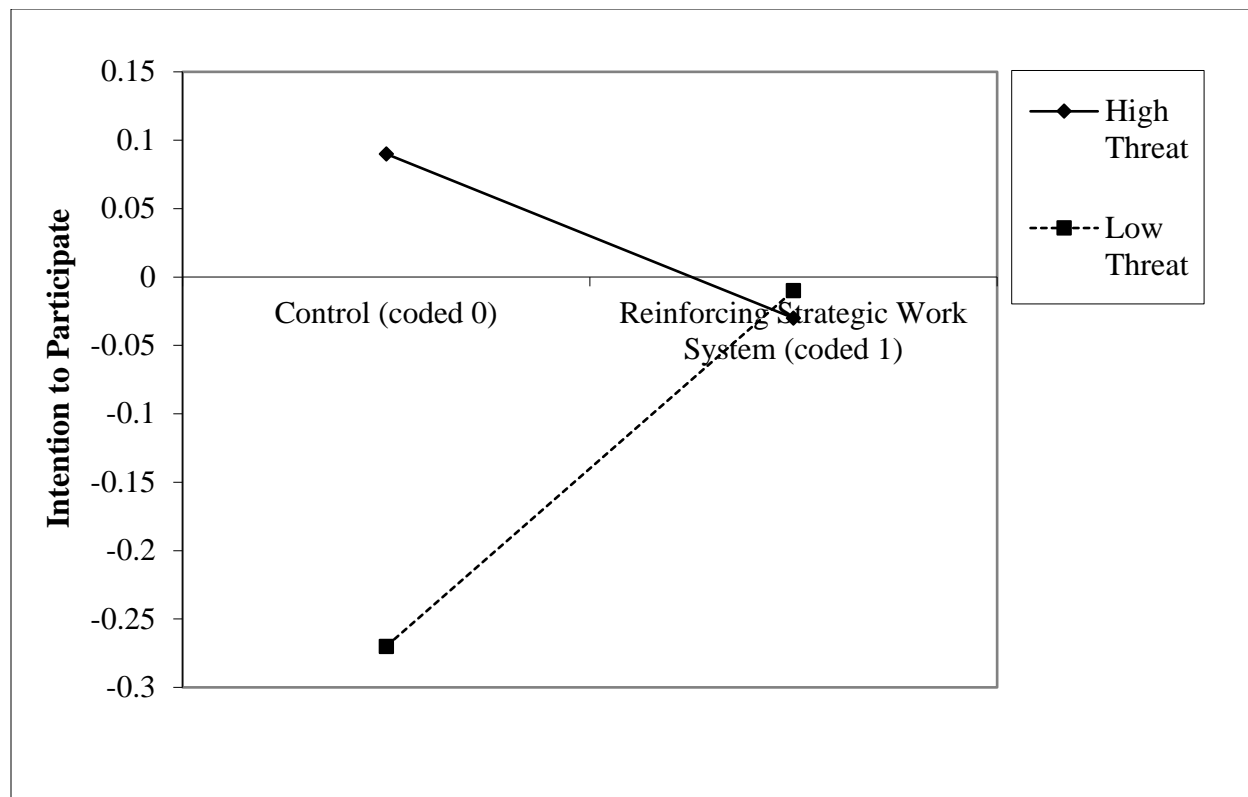 0.15
0.1
0.05
0
-0.05
-0.1
-0.15
-0.2
-0.25
-0.3
Intention to Participate
Control (coded 0)
Reinforcing Strategic Work
System (coded 1)
High
Threat
Low
Threat